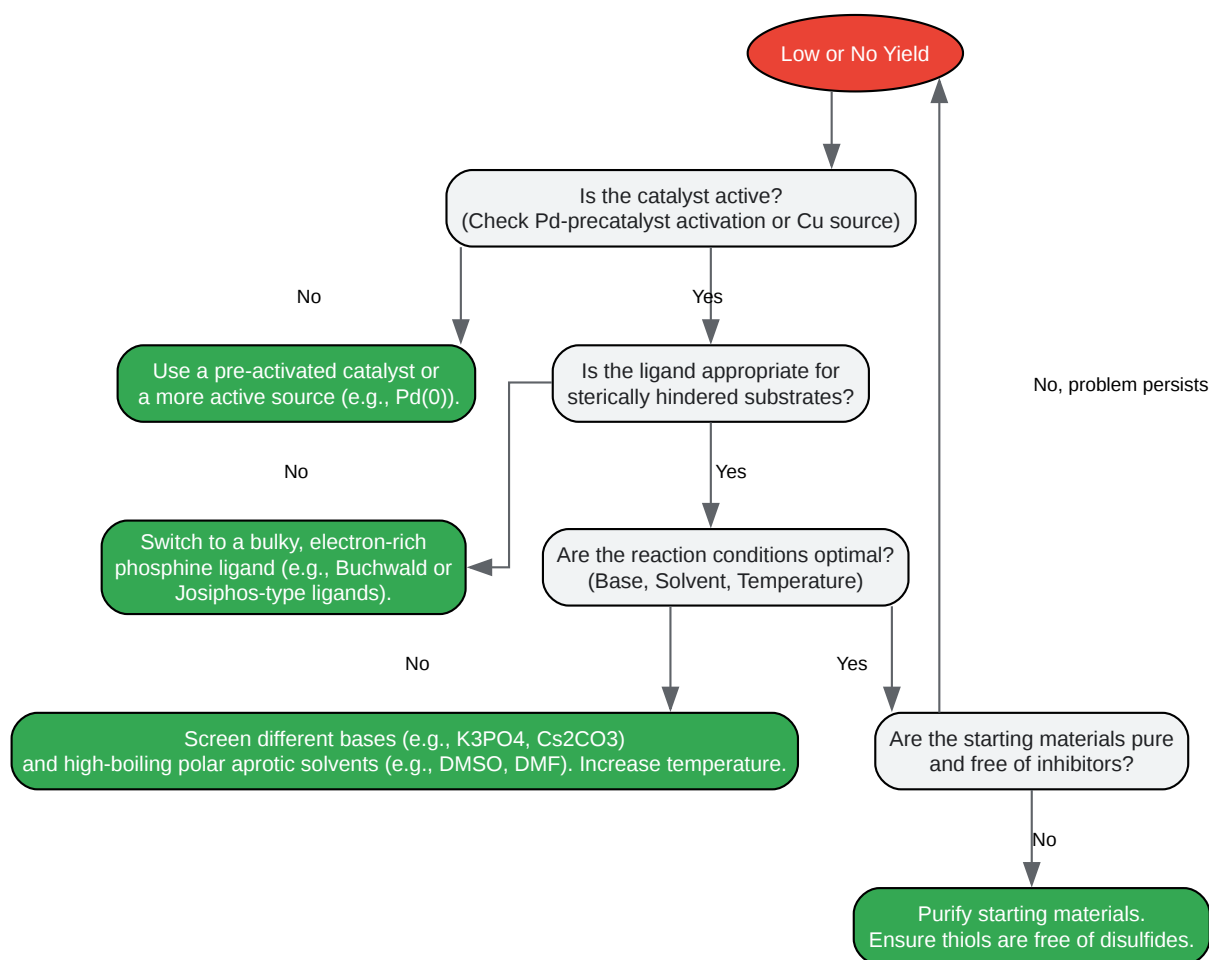 Low or No Yield
Is the catalyst active?
(Check Pd-precatalyst activation or Cu source)
No
Yes
Use a pre-activated catalyst or
a more active source (e.g., Pd(0)).
Is the ligand appropriate for
sterically hindered substrates?
No, problem persists
No
Yes
Switch to a bulky, electron-rich
phosphine ligand (e.g., Buchwald or
Josiphos-type ligands).
Are the reaction conditions optimal?
(Base, Solvent, Temperature)
No
Yes
Screen different bases (e.g., K3PO4, Cs2CO3)
and high-boiling polar aprotic solvents (e.g., DMSO, DMF). Increase temperature.
Are the starting materials pure
and free of inhibitors?
No
Purify starting materials.
Ensure thiols are free of disulfides.